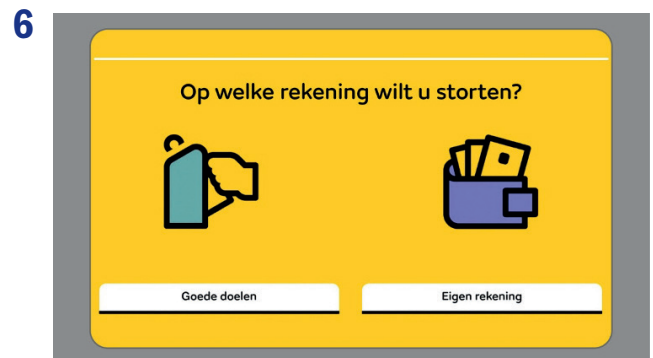 6
Op welke rekening wilt u storten?
Goede doelen
Eigen rekening